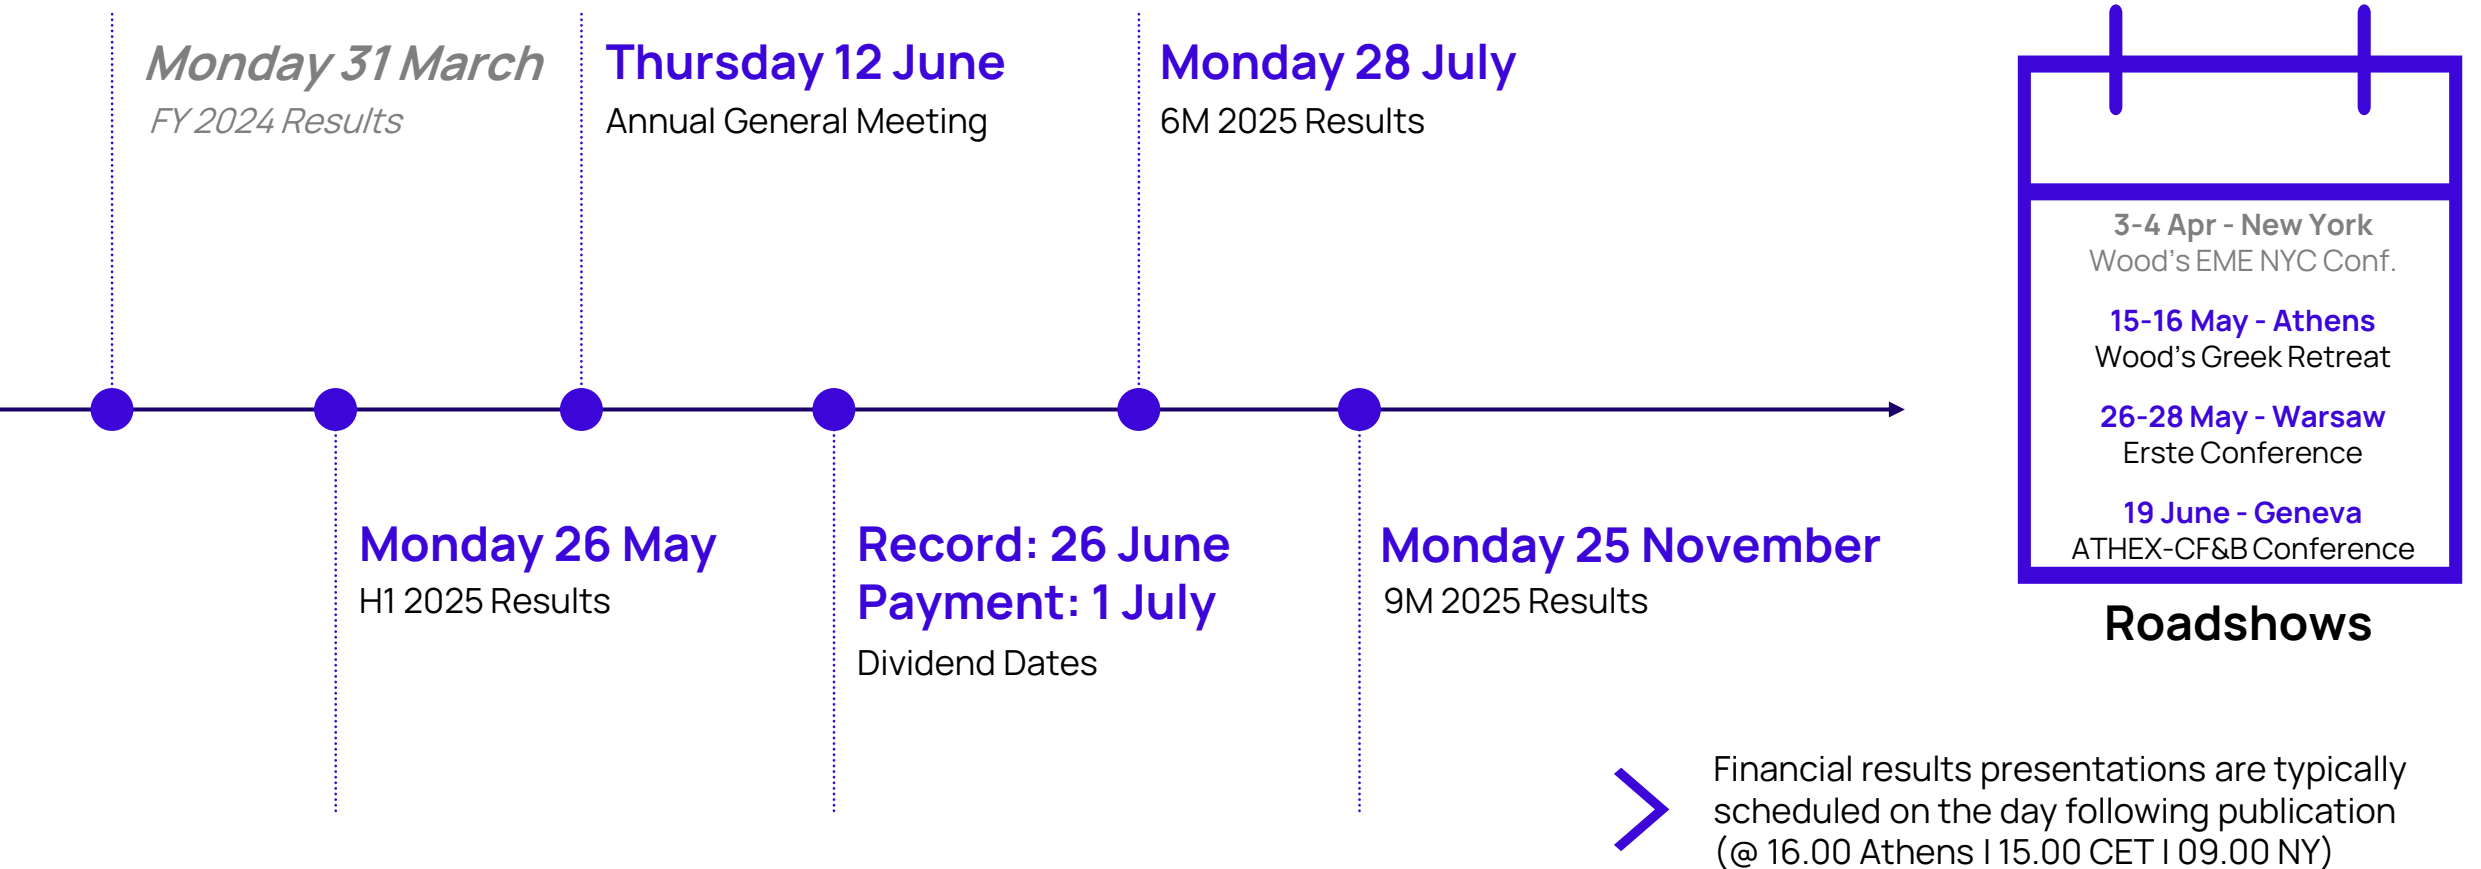 Monday 31 March
FY 2024 Results
Thursday 12 June
Annual General Meeting
Monday 28 July
6M 2025 Results
Monday 26 May
H1 2025 Results
Record: 26 June
Payment: 1 July
Dividend Dates
Monday 25 November
9M 2025 Results
3-4 Apr - New York
Wood's EME NYC Conf.
15-16 May - Athens
Wood's Greek Retreat
26-28 May - Warsaw
Erste Conference
19 June - Geneva
ATHEX-CF&B Conference
Roadshows
Financial results presentations are typically
scheduled on the day following publication
(@ 16.00 Athens I 15.00 CET I 09.00 NY)